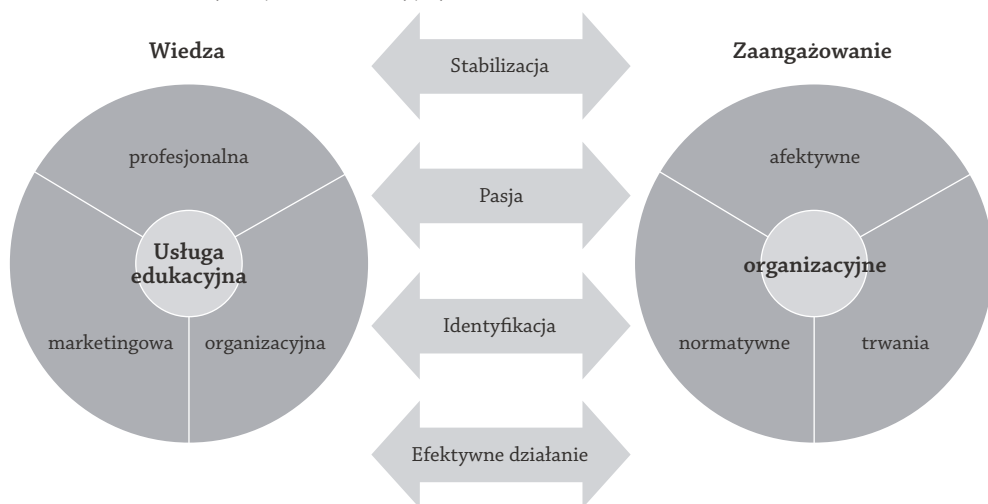 Wiedza
profesjonalna
Usługa
edukacyjna
marketingowa
organizacyjna
Stabilizacja
Pasja
Identyfikacja
Efektywne działanie
Zaangażowanie
afektywne
organizacyjne
normatywne
trwania